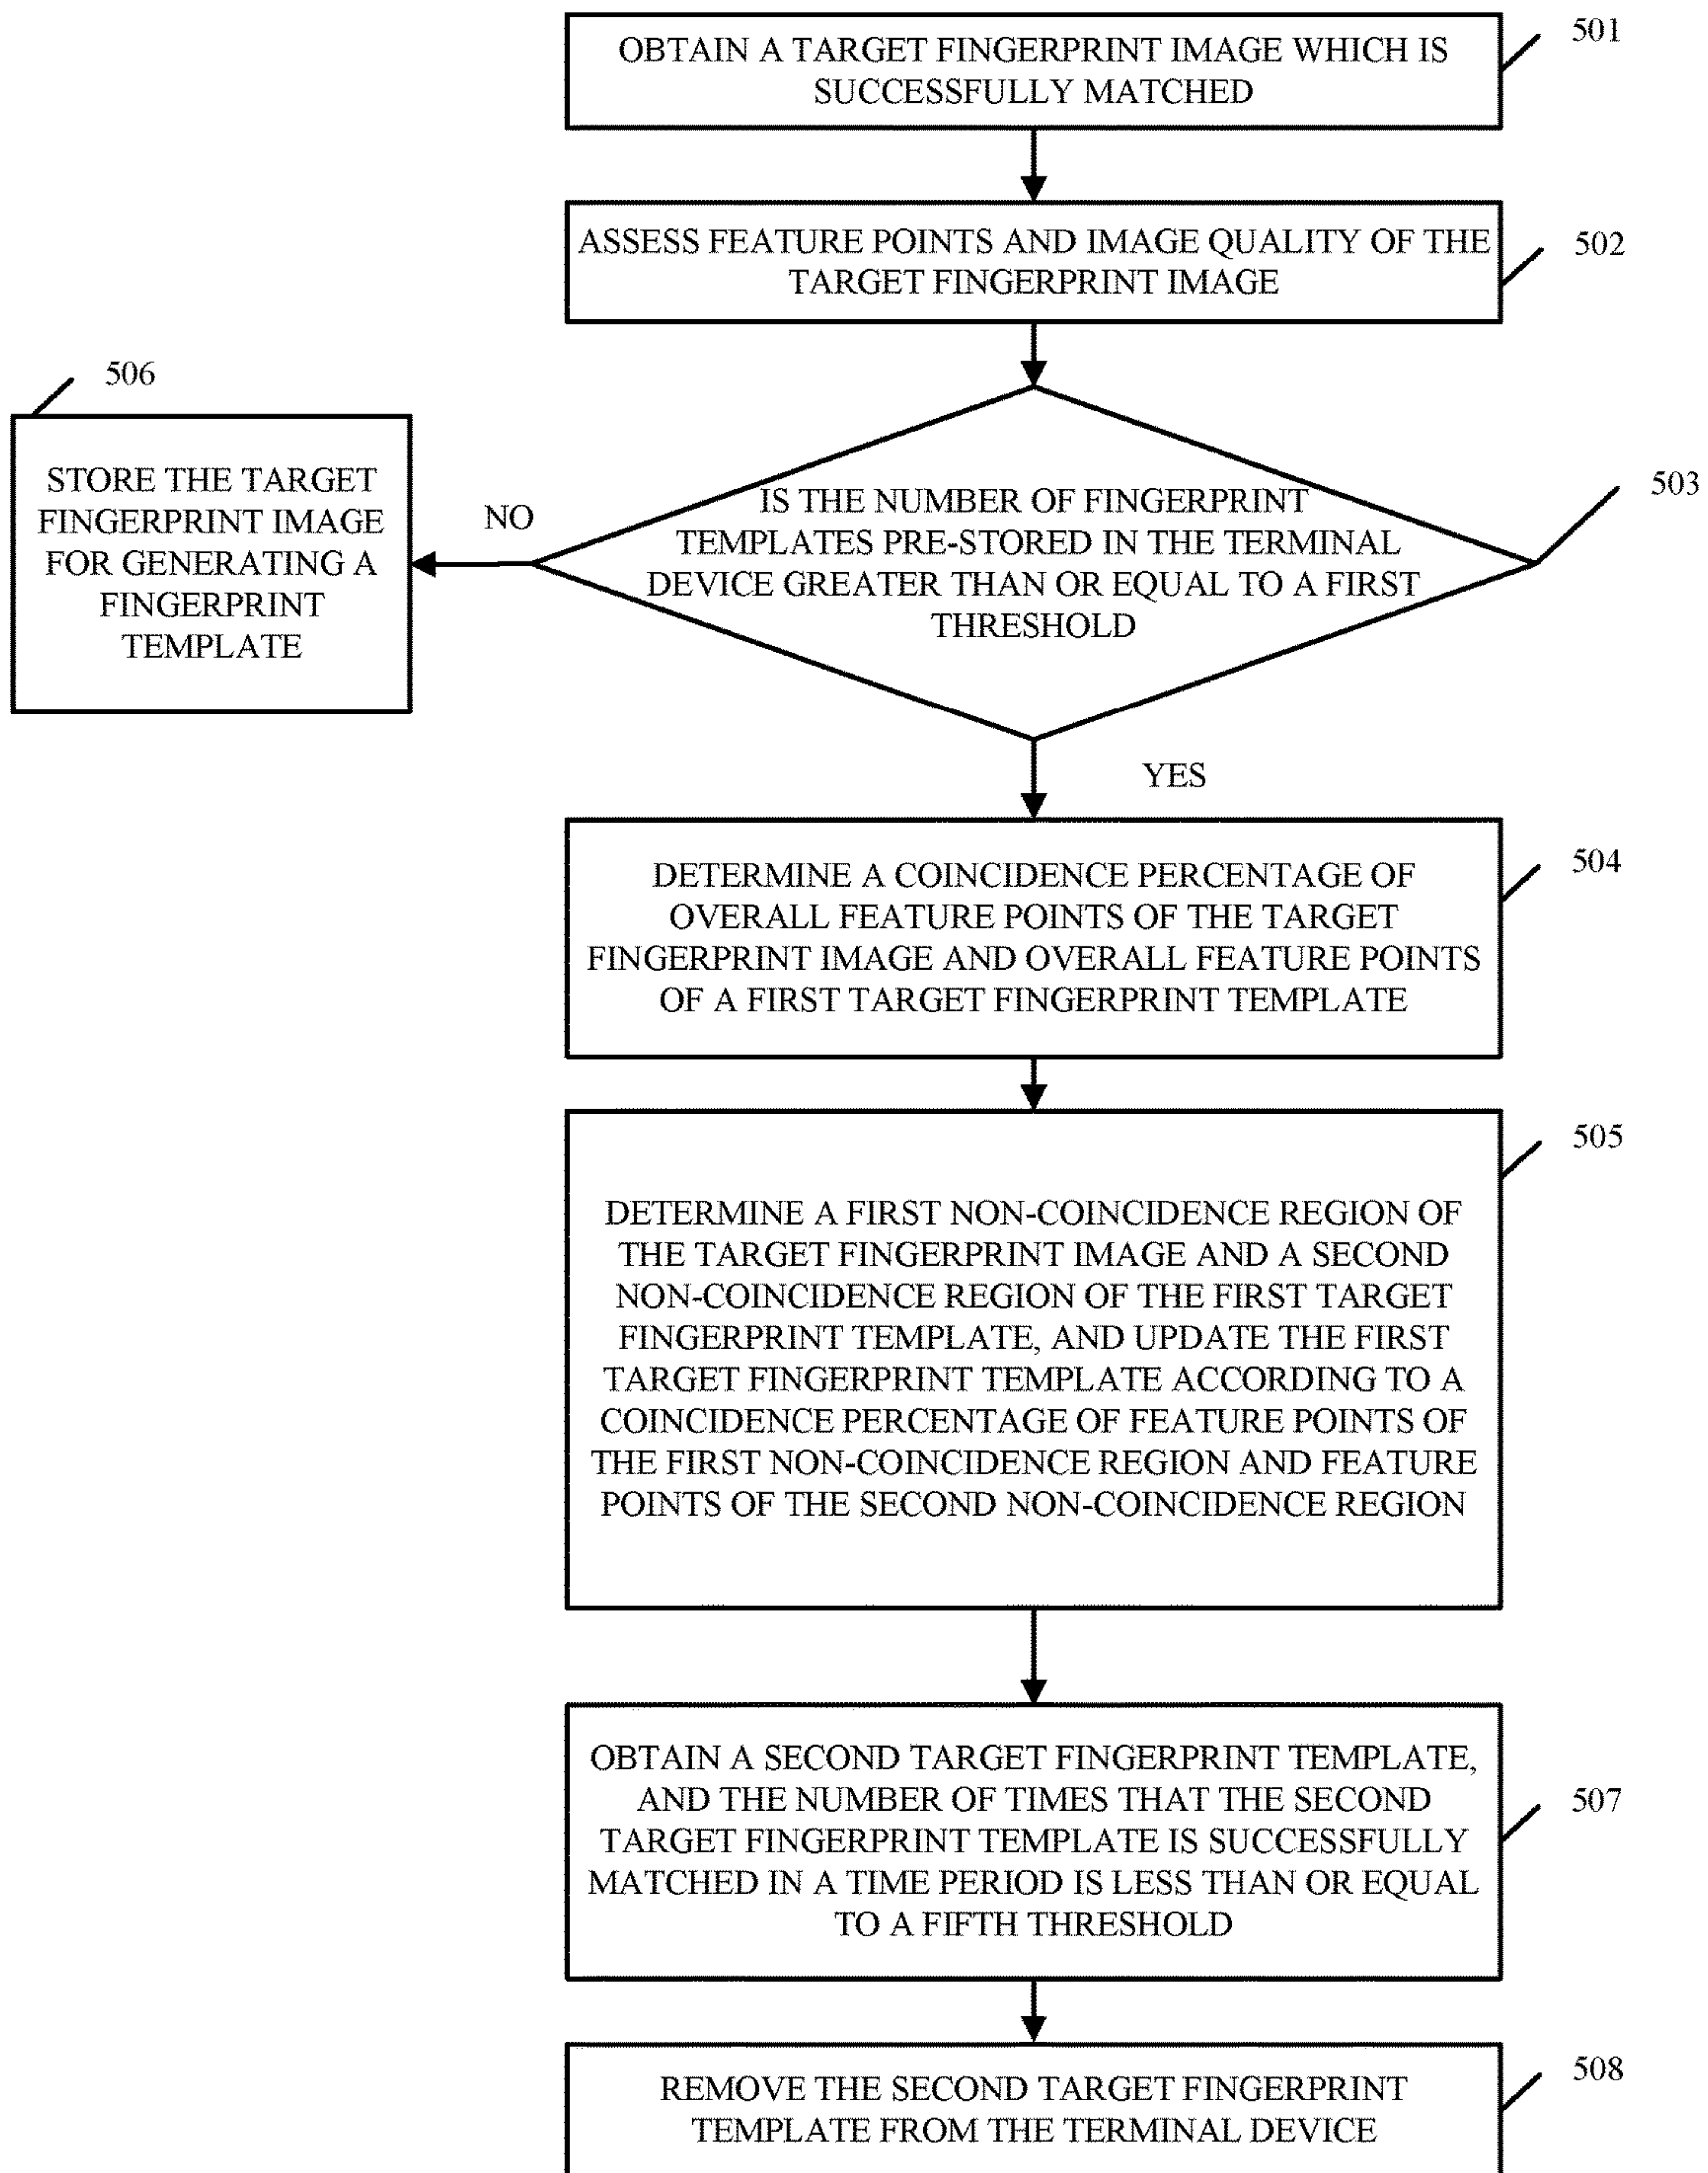 OBTAIN A TARGET FINGERPRINT IMAGE WHICH IS
SUCCESSFULLY MATCHED
501
ASSESS FEATURE POINTS AND IMAGE QUALITY OF THE
TARGET FINGERPRINT IMAGE
502
506
STORE THE TARGET
FINGERPRINT IMAGE
FOR GENERATING A
FINGERPRINT
TEMPLATE
NO
IS THE NUMBER OF FINGERPRINT
TEMPLATES PRE-STORED IN THE TERMINAL
DEVICE GREATER THAN OR EQUAL TO A FIRST
THRESHOLD
503
YES
DETERMINE A COINCIDENCE PERCENTAGE OF
OVERALL FEATURE POINTS OF THE TARGET
FINGERPRINT IMAGE AND OVERALL FEATURE POINTS
OF A FIRST TARGET FINGERPRINT TEMPLATE
504
DETERMINE A FIRST NON-COINCIDENCE REGION OF
THE TARGET FINGERPRINT IMAGE AND A SECOND
NON-COINCIDENCE REGION OF THE FIRST TARGET
FINGERPRINT TEMPLATE, AND UPDATE THE FIRST
TARGET FINGERPRINT TEMPLATE ACCORDING TO A
COINCIDENCE PERCENTAGE OF FEATURE POINTS OF
THE FIRST NON-COINCIDENCE REGION AND FEATURE
POINTS OF THE SECOND NON-COINCIDENCE REGION
505
OBTAIN A SECOND TARGET FINGERPRINT TEMPLATE,
AND THE NUMBER OF TIMES THAT THE SECOND
TARGET FINGERPRINT TEMPLATE IS SUCCESSFULLY
MATCHED IN A TIME PERIOD IS LESS THAN OR EQUAL
TO A FIFTH THRESHOLD
507
REMOVE THE SECOND TARGET FINGERPRINT
TEMPLATE FROM THE TERMINAL DEVICE
508